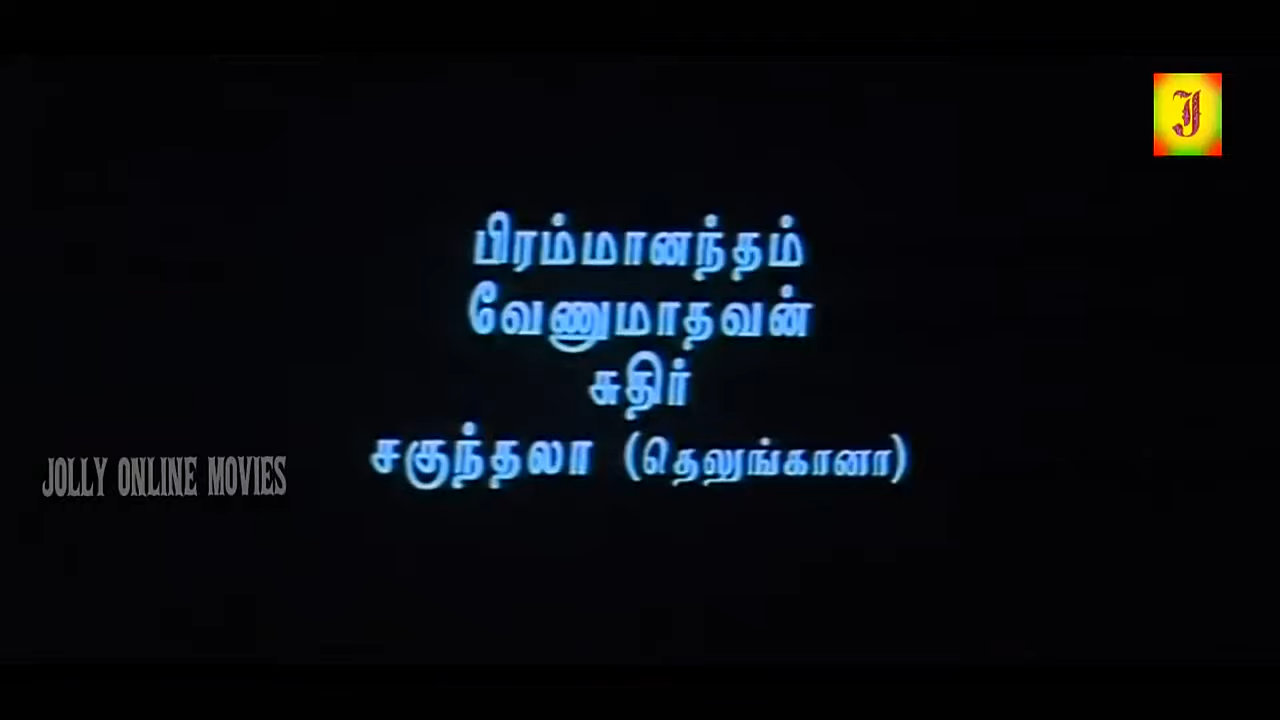 J
பிரம்மானந்தம்
வேணுமாதவன்
சுதிர்
சகுந்தலா (தெலுங்கானா)
JOLLY ONLINE MOVIES